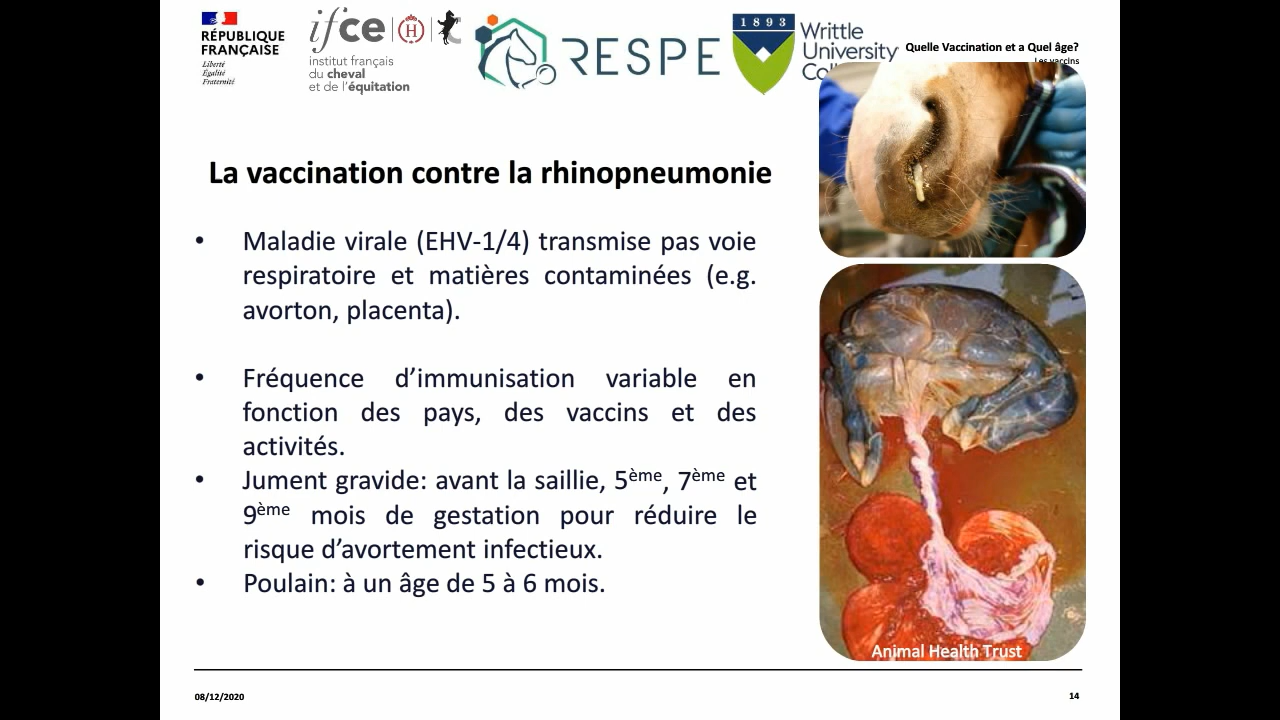 RÉPUBLIQUE
FRANÇAISE
Liberté
Égalité
Fraternité
ifce
H
institut français
du cheval
et de l'équitation
RESPE
1893
Writtle
University
Quelle Vaccination et a Quel âge?
Les vaccins
La vaccination contre la rhinopneumonie
• Maladie virale (EHV-1/4) transmise pas voie
respiratoire et matières contaminées (e.g.
avorton, placenta).
• Fréquence d'immunisation variable en
fonction des pays, des vaccins et des
activités.
• Jument gravide: avant la saillie, 5ème, 7ème et
9ème mois de gestation pour réduire le
risque d'avortement infectieux.
• Poulain: à un âge de 5 à 6 mois.
Animal Health Trust
08/12/2020
14